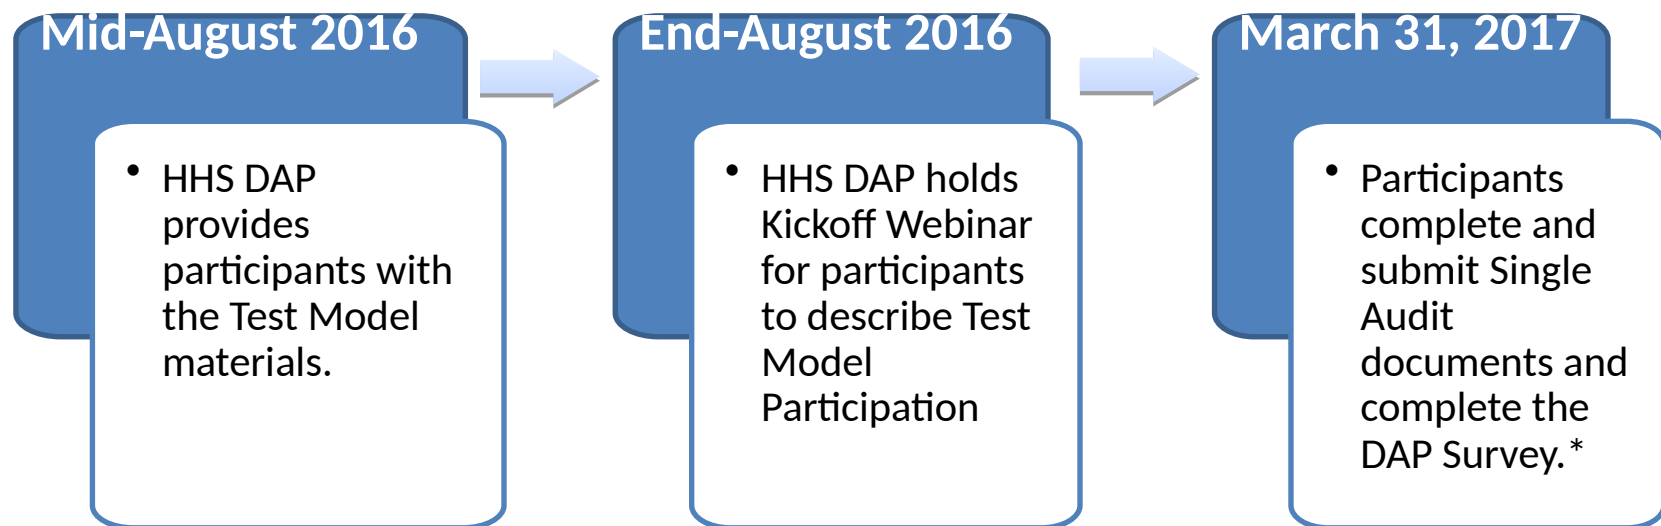 Mid-August 2016
• HHS DAP
provides
participants with
the Test Model
materials.
End-August 2016
• HHS DAP holds
Kickoff Webinar
for participants
to describe Test
Model
Participation
March 31, 2017
• Participants
complete and
submit Single
Audit
documents and
complete the
DAP Survey.*